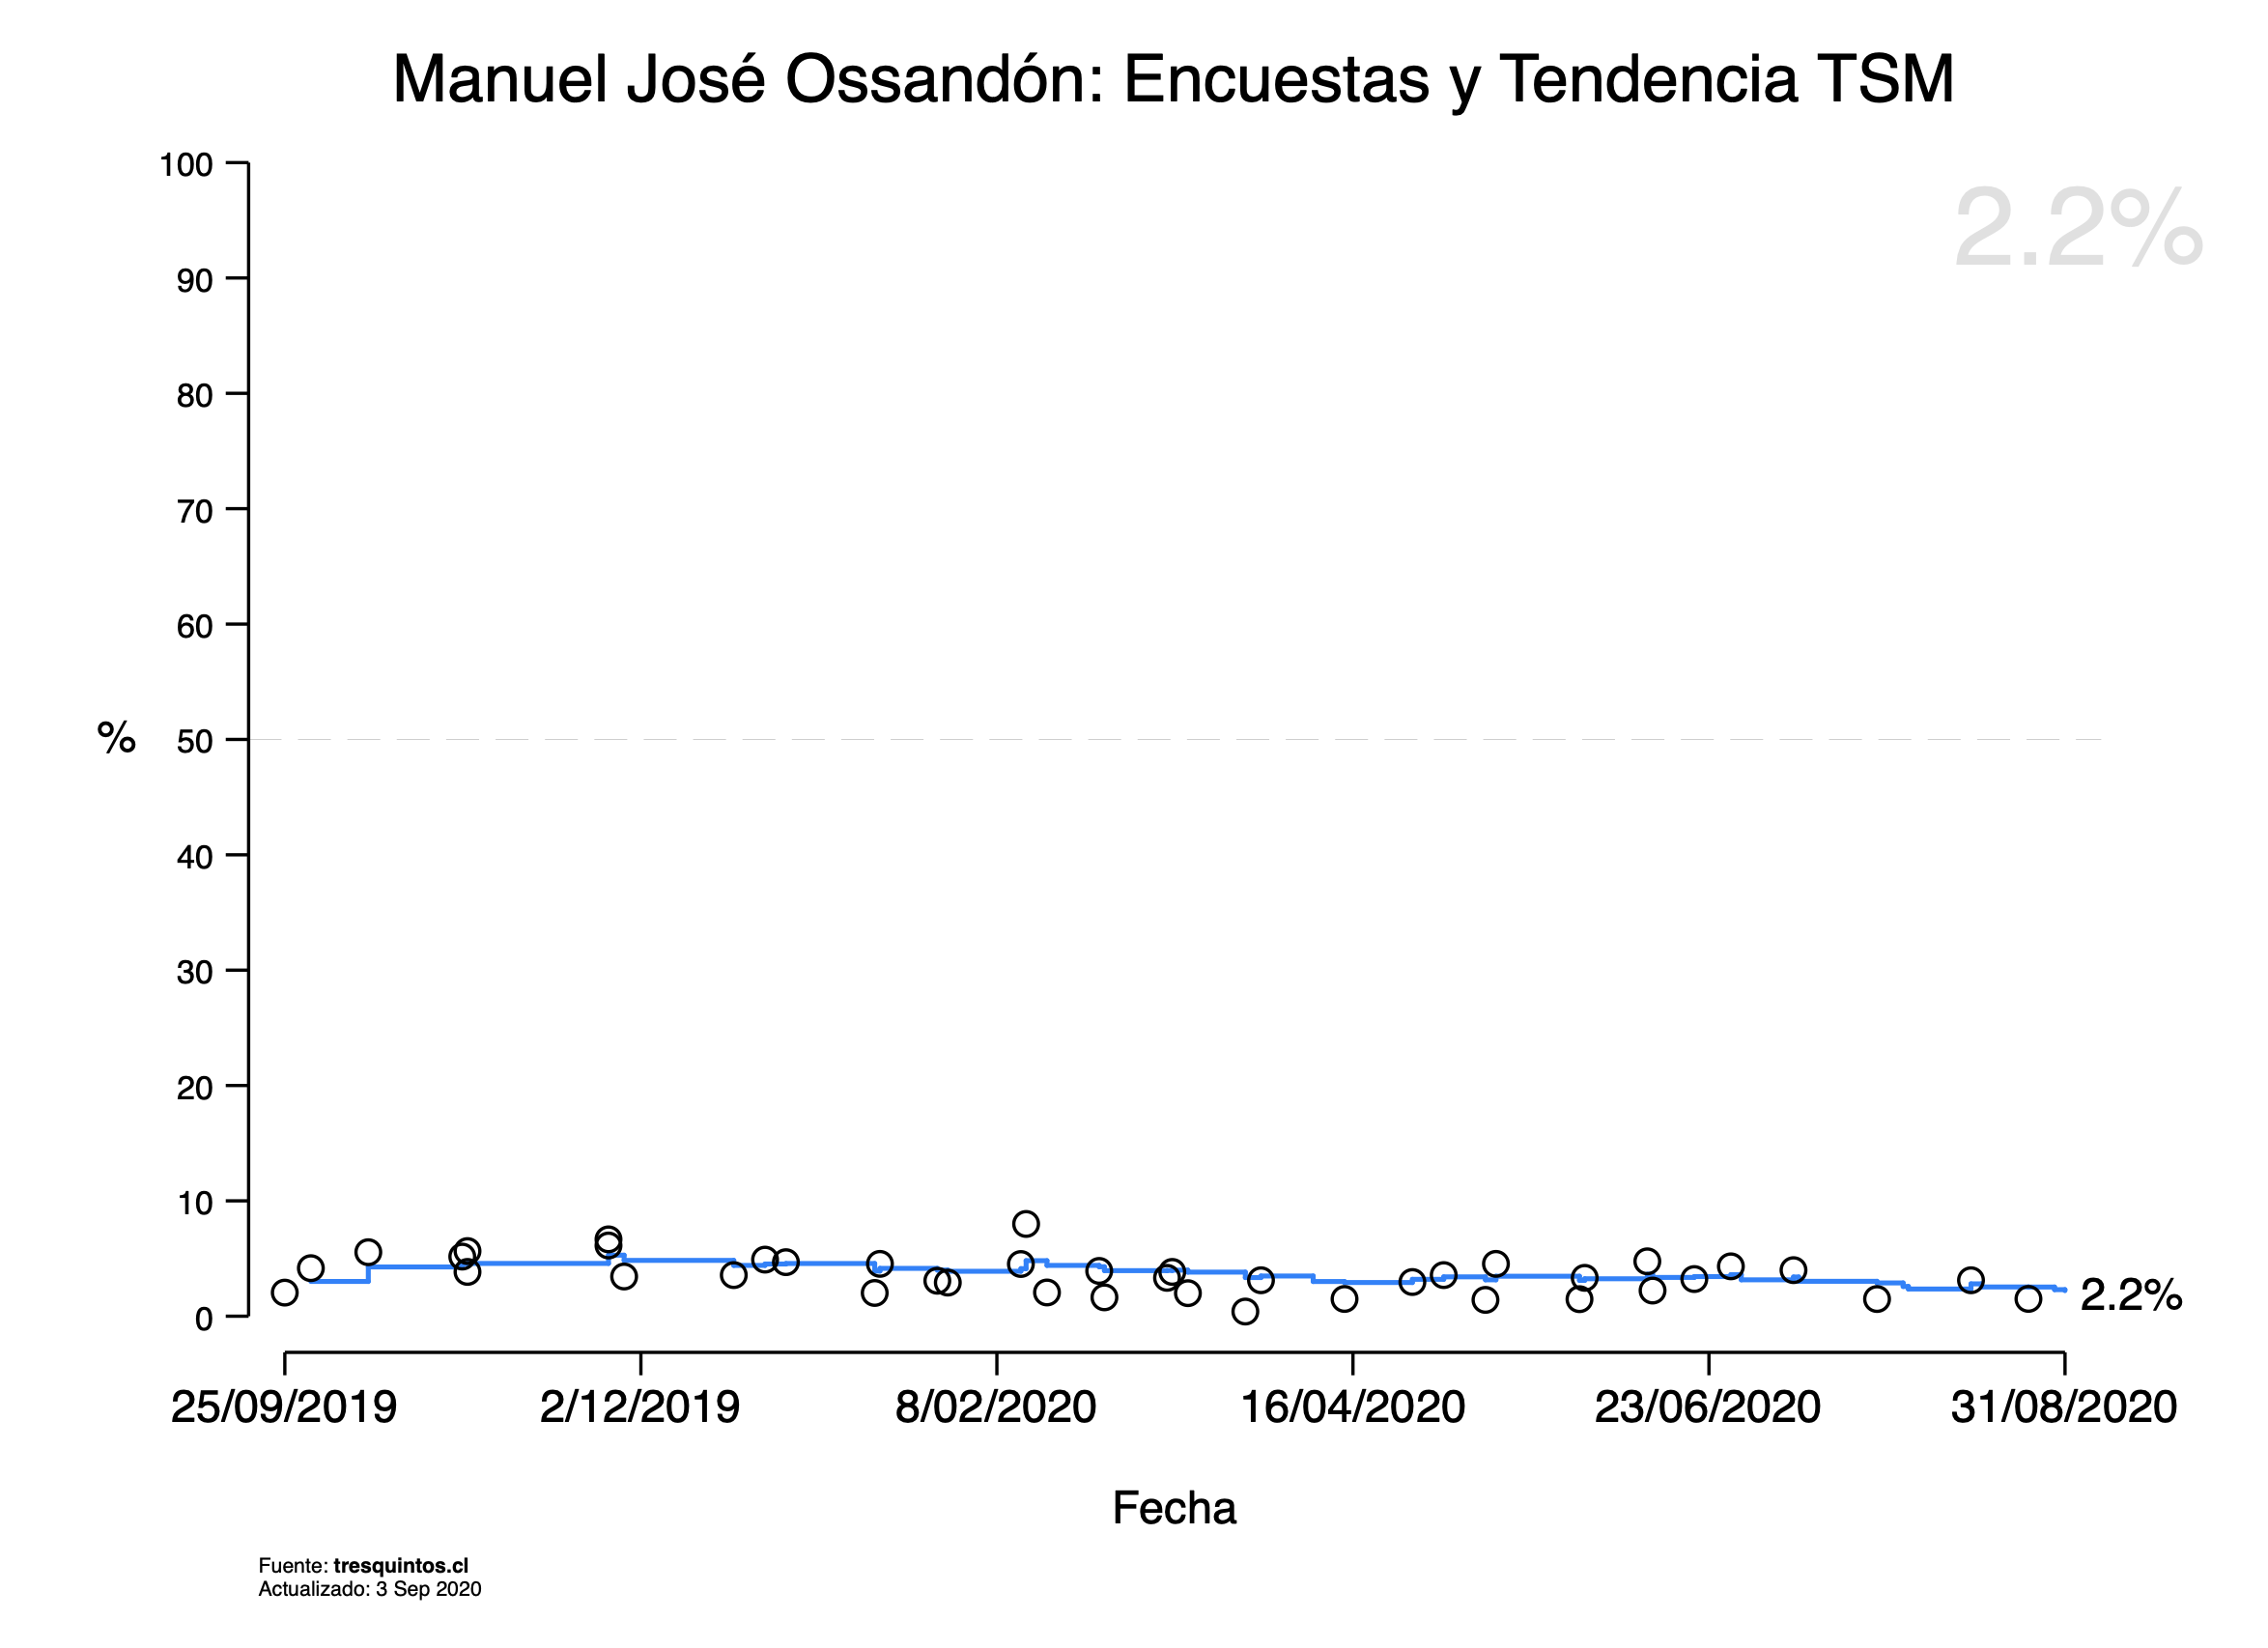 Manuel José Ossandón: Encuestas y Tendencia TSM
2.2%
100
90
80
70
60
50
40
30
20
10
0
%
2.2%
25/09/2019 2/12/2019 8/02/2020 16/04/2020 23/06/2020 31/08/2020
Fecha
Fuente: tresquintos.cl
Actualizado: 3 Sep 2020